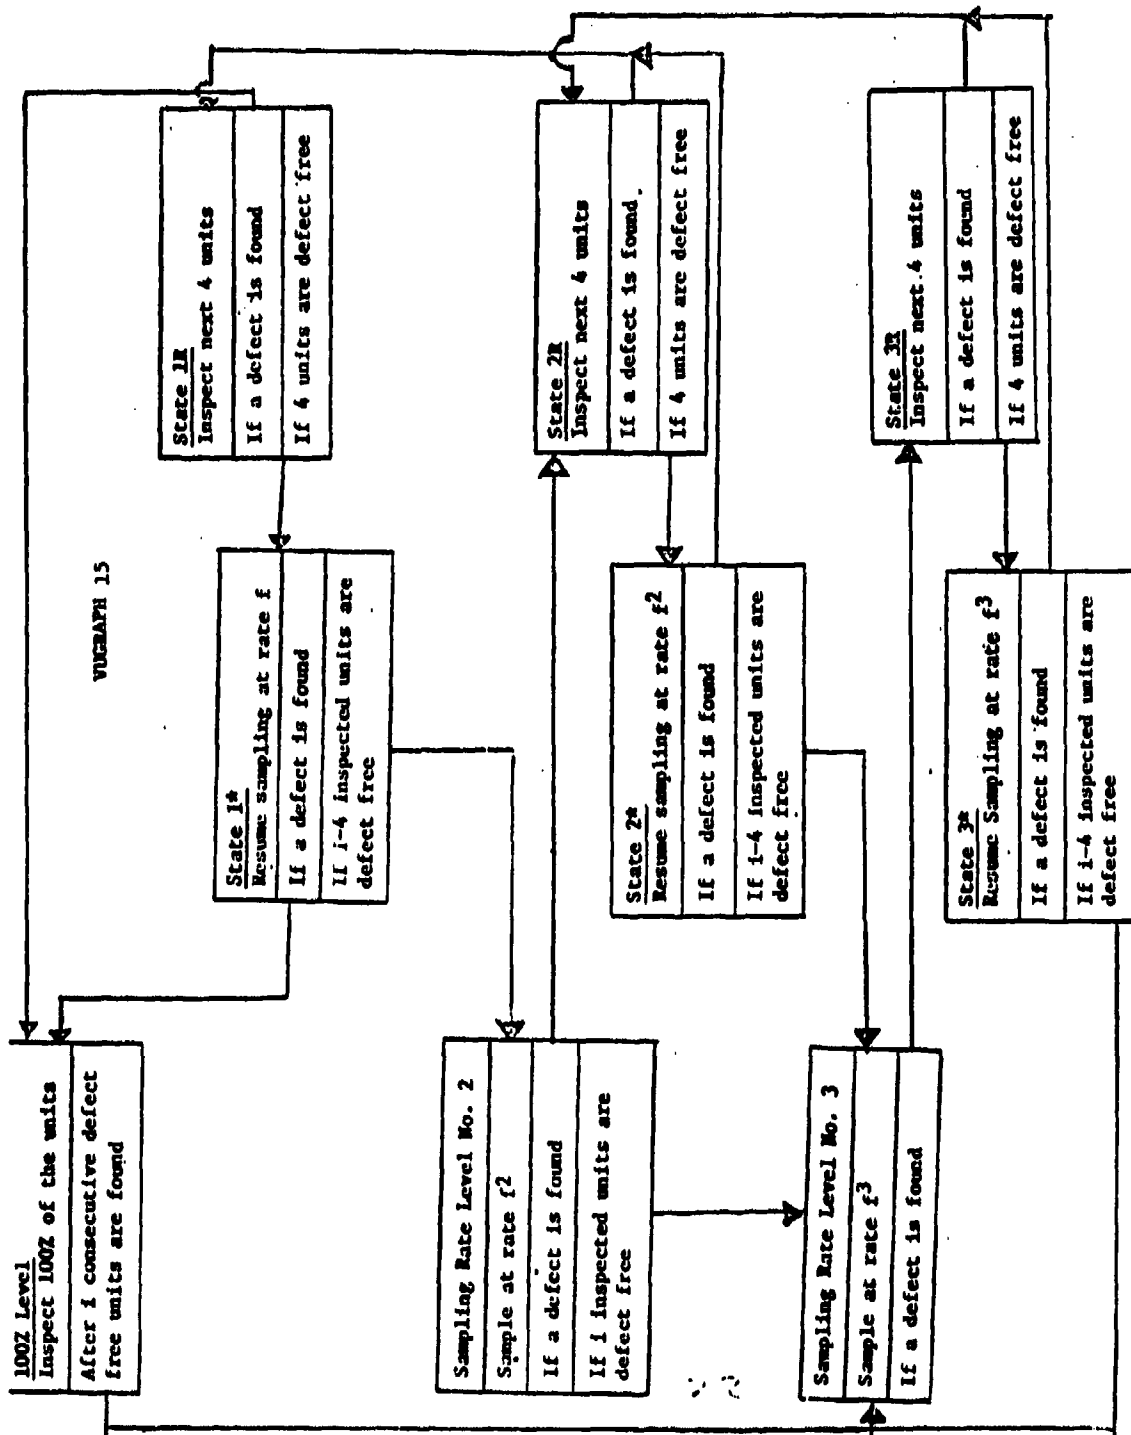 VUGRAPH 15
100% Level
Inspect 100% of the units
After i consecutive defect
free units are found
State 1*
Resume sampling at rate f
If a defect is found
If i-4 inspected units are
defect free
State 1R
Inspect next 4 units
If a defect is found
If 4 units are defect free
Sampling Rate Level No. 2
Sample at rate f²
If a defect is found
If i inspected units are
defect free
State 2*
Resume sampling at rate f²
If a defect is found
If i-4 inspected units are
defect free
State 2R
Inspect next 4 units
If a defect is found
If 4 units are defect free
Sampling Rate Level No. 3
Sample at rate f³
If a defect is found
State 3*
Resume Sampling at rate f³
If a defect is found
If i-4 inspected units are
defect free
State 3R
Inspect next 4 units
If a defect is found
If 4 units are defect free